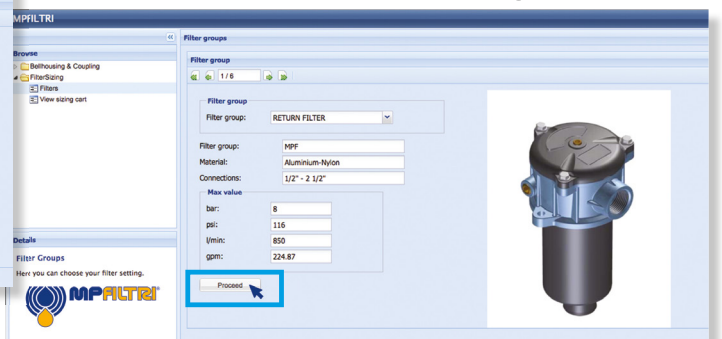 MPFILTRI
Browse
Bellhousing & Coupling
FilterSizing
Filters
View sizing cart
Details
Filter Groups
Here you can choose your filter setting.
MPFILTRI®
Filter groups
Filter group
1 / 6
Filter group
Filter group: RETURN FILTER
Filter group: MPF
Material: Aluminium-Nylon
Connections: 1/2" - 2 1/2"
Max value
bar: 8
psi: 116
l/min: 850
gpm: 224.87
Proceed